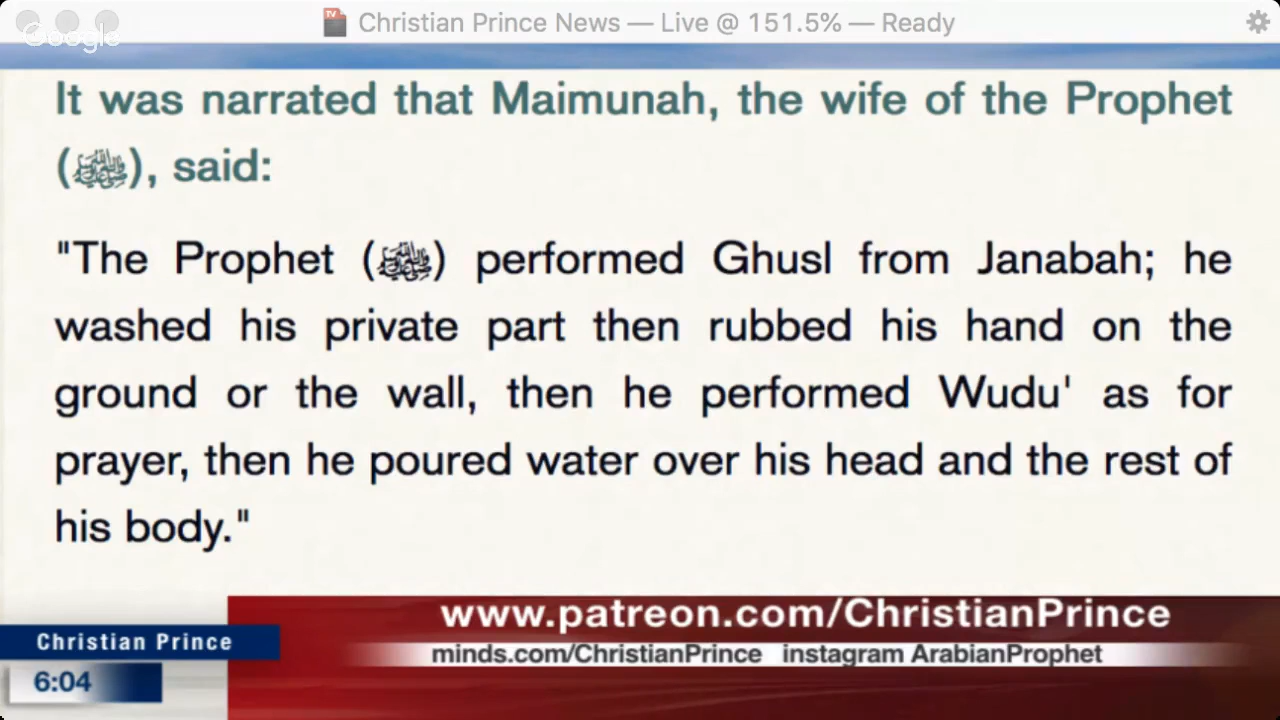 Christian Prince News — Live @ 151.5% — Ready
Google
It was narrated that Maimunah, the wife of the Prophet
(ﷺ), said:
"The Prophet (ﷺ) performed Ghusl from Janabah; he
washed his private part then rubbed his hand on the
ground or the wall, then he performed Wudu' as for
prayer, then he poured water over his head and the rest of
his body."
www.patreon.com/ChristianPrince
Christian Prince
minds.com/ChristianPrince instagram ArabianProphet
6:04